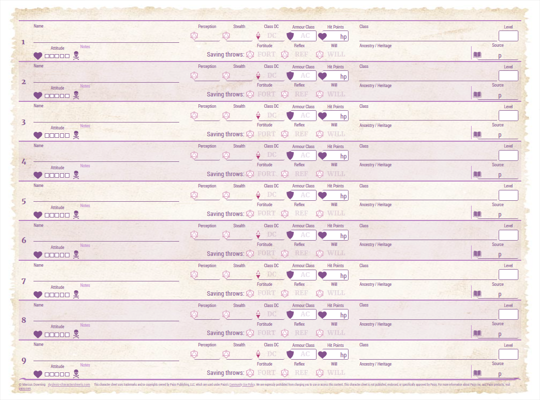 Name Perception Stealth Class DC Armour Class Hit Points Class Level
DC AC hp
1 Attitude Notes Fortitude Reflex Will Ancestry / Heritage Source
Saving throws: FORT REF WILL p
Name Perception Stealth Class DC Armour Class Hit Points Class Level
DC AC hp
2 Attitude Notes Fortitude Reflex Will Ancestry / Heritage Source
Saving throws: FORT REF WILL p
Name Perception Stealth Class DC Armour Class Hit Points Class Level
DC AC hp
3 Attitude Notes Fortitude Reflex Will Ancestry / Heritage Source
Saving throws: FORT REF WILL p
Name Perception Stealth Class DC Armour Class Hit Points Class Level
DC AC hp
4 Attitude Notes Fortitude Reflex Will Ancestry / Heritage Source
Saving throws: FORT REF WILL p
Name Perception Stealth Class DC Armour Class Hit Points Class Level
DC AC hp
5 Attitude Notes Fortitude Reflex Will Ancestry / Heritage Source
Saving throws: FORT REF WILL p
Name Perception Stealth Class DC Armour Class Hit Points Class Level
DC AC hp
6 Attitude Notes Fortitude Reflex Will Ancestry / Heritage Source
Saving throws: FORT REF WILL p
Name Perception Stealth Class DC Armour Class Hit Points Class Level
DC AC hp
7 Attitude Notes Fortitude Reflex Will Ancestry / Heritage Source
Saving throws: FORT REF WILL p
Name Perception Stealth Class DC Armour Class Hit Points Class Level
DC AC hp
8 Attitude Notes Fortitude Reflex Will Ancestry / Heritage Source
Saving throws: FORT REF WILL p
Name Perception Stealth Class DC Armour Class Hit Points Class Level
DC AC hp
9 Attitude Notes Fortitude Reflex Will Ancestry / Heritage Source
Saving throws: FORT REF WILL p